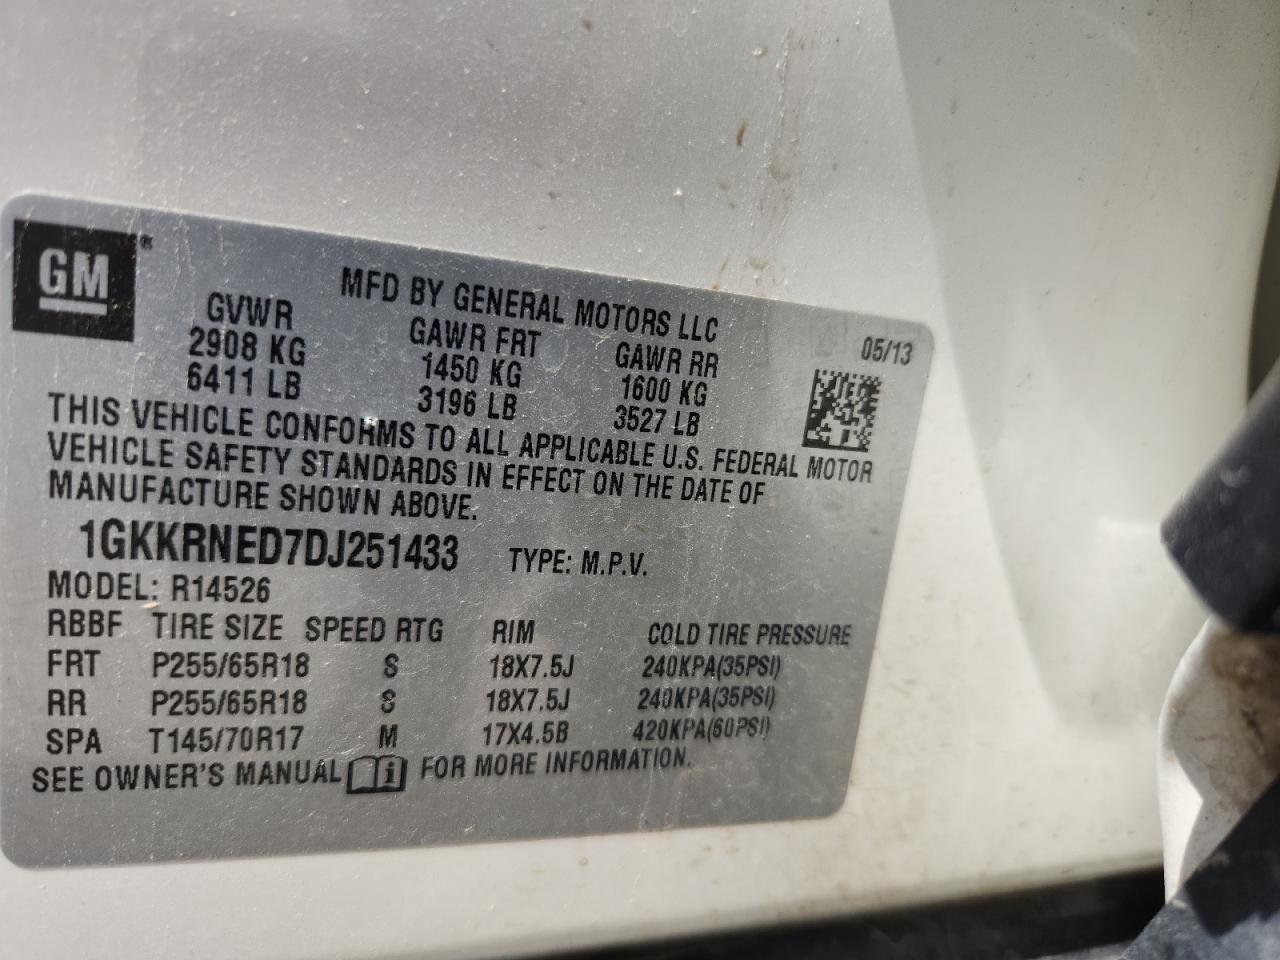 GM®
MFD BY GENERAL MOTORS LLC 05/13
GVWR GAWR FRT GAWR RR
2908 KG 1450 KG 1600 KG
6411 LB 3196 LB 3527 LB
THIS VEHICLE CONFORMS TO ALL APPLICABLE U.S. FEDERAL MOTOR
VEHICLE SAFETY STANDARDS IN EFFECT ON THE DATE OF
MANUFACTURE SHOWN ABOVE.
1GKKRNED7DJ251433 TYPE: M.P.V.
MODEL: R14526
RBBF TIRE SIZE SPEED RTG RIM COLD TIRE PRESSURE
FRT P255/65R18 S 18X7.5J 240KPA(35PSI)
RR P255/65R18 S 18X7.5J 240KPA(35PSI)
SPA T145/70R17 M 17X4.5B 420KPA(60PSI)
SEE OWNER'S MANUAL i FOR MORE INFORMATION.